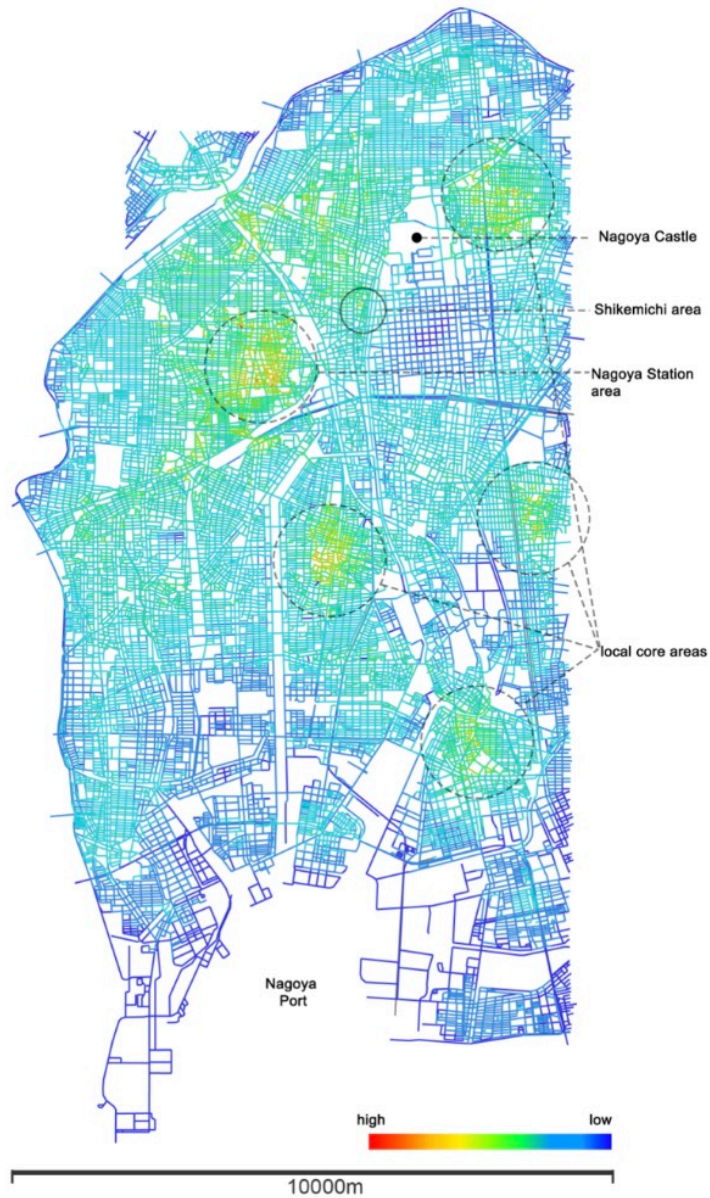 Nagoya Castle
Shikemichi area
Nagoya Station
area
local core areas
Nagoya
Port
high
low
10000m